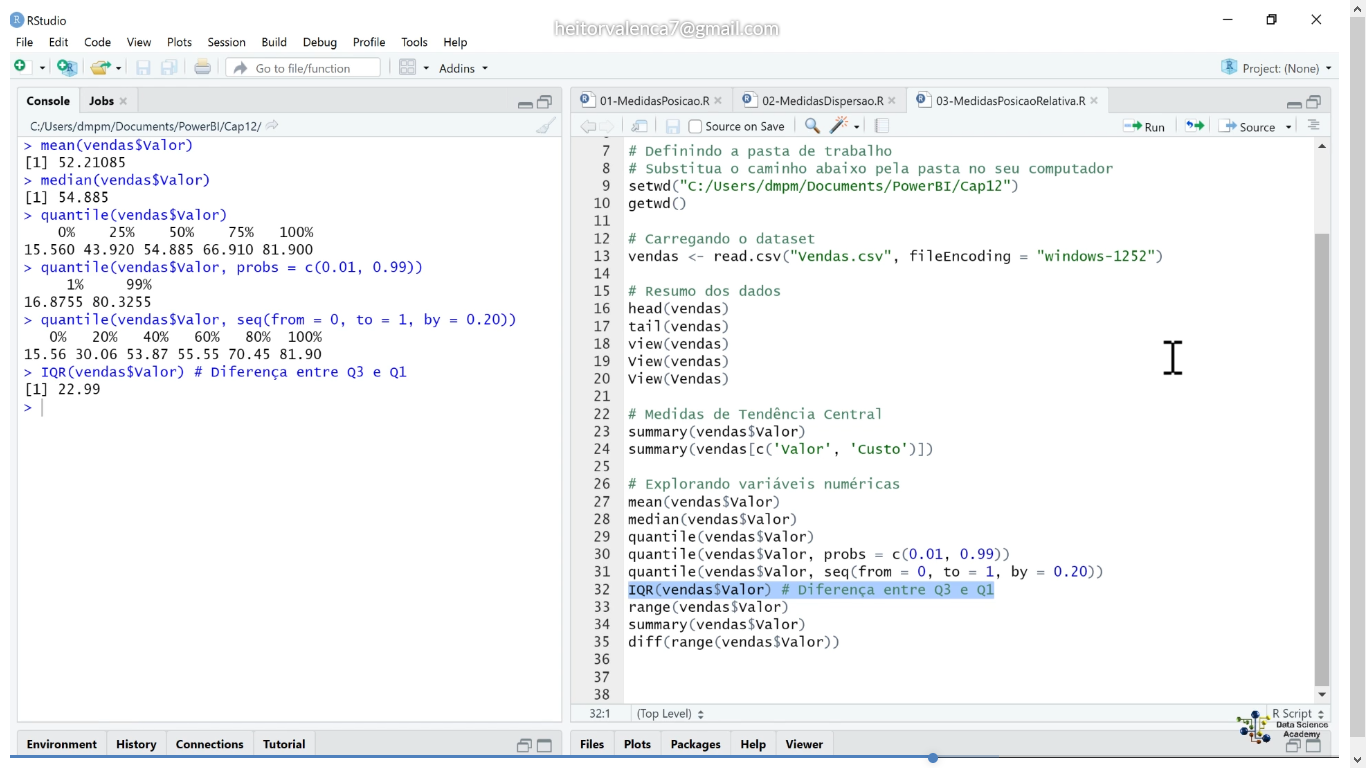 RStudio
heitorvalenca7@gmail.com
File Edit Code View Plots Session Build Debug Profile Tools Help
Go to file/function Addins Project: (None)
Console Jobs
C:/Users/dmpm/Documents/PowerBI/Cap12/
> mean(vendas$Valor)
[1] 52.21085
> median(vendas$Valor)
[1] 54.885
> quantile(vendas$Valor)
0% 25% 50% 75% 100%
15.560 43.920 54.885 66.910 81.900
> quantile(vendas$Valor, probs = c(0.01, 0.99))
1% 99%
16.8755 80.3255
> quantile(vendas$Valor, seq(from = 0, to = 1, by = 0.20))
0% 20% 40% 60% 80% 100%
15.56 30.06 53.87 55.55 70.45 81.90
> IQR(vendas$Valor) # Diferença entre Q3 e Q1
[1] 22.99
>
01-MedidasPosicao.R 02-MedidasDispersao.R 03-MedidasPosicaoRelativa.R
Source on Save Run Source
7 # Definindo a pasta de trabalho
8 # Substitua o caminho abaixo pela pasta no seu computador
9 setwd("C:/Users/dmpm/Documents/PowerBI/Cap12")
10 getwd()
11
12 # Carregando o dataset
13 vendas <- read.csv("Vendas.csv", fileEncoding = "windows-1252")
14
15 # Resumo dos dados
16 head(vendas)
17 tail(vendas)
18 view(vendas)
19 View(vendas)
20 View(Vendas)
21
22 # Medidas de Tendência Central
23 summary(vendas$Valor)
24 summary(vendas[c('Valor', 'Custo')])
25
26 # Explorando variáveis numéricas
27 mean(vendas$Valor)
28 median(vendas$Valor)
29 quantile(vendas$Valor)
30 quantile(vendas$Valor, probs = c(0.01, 0.99))
31 quantile(vendas$Valor, seq(from = 0, to = 1, by = 0.20))
32 IQR(vendas$Valor) # Diferença entre Q3 e Q1
33 range(vendas$Valor)
34 summary(vendas$Valor)
35 diff(range(vendas$Valor))
36
37
38
32:1 (Top Level) R Script
Data Science
Academy
Environment History Connections Tutorial
Files Plots Packages Help Viewer